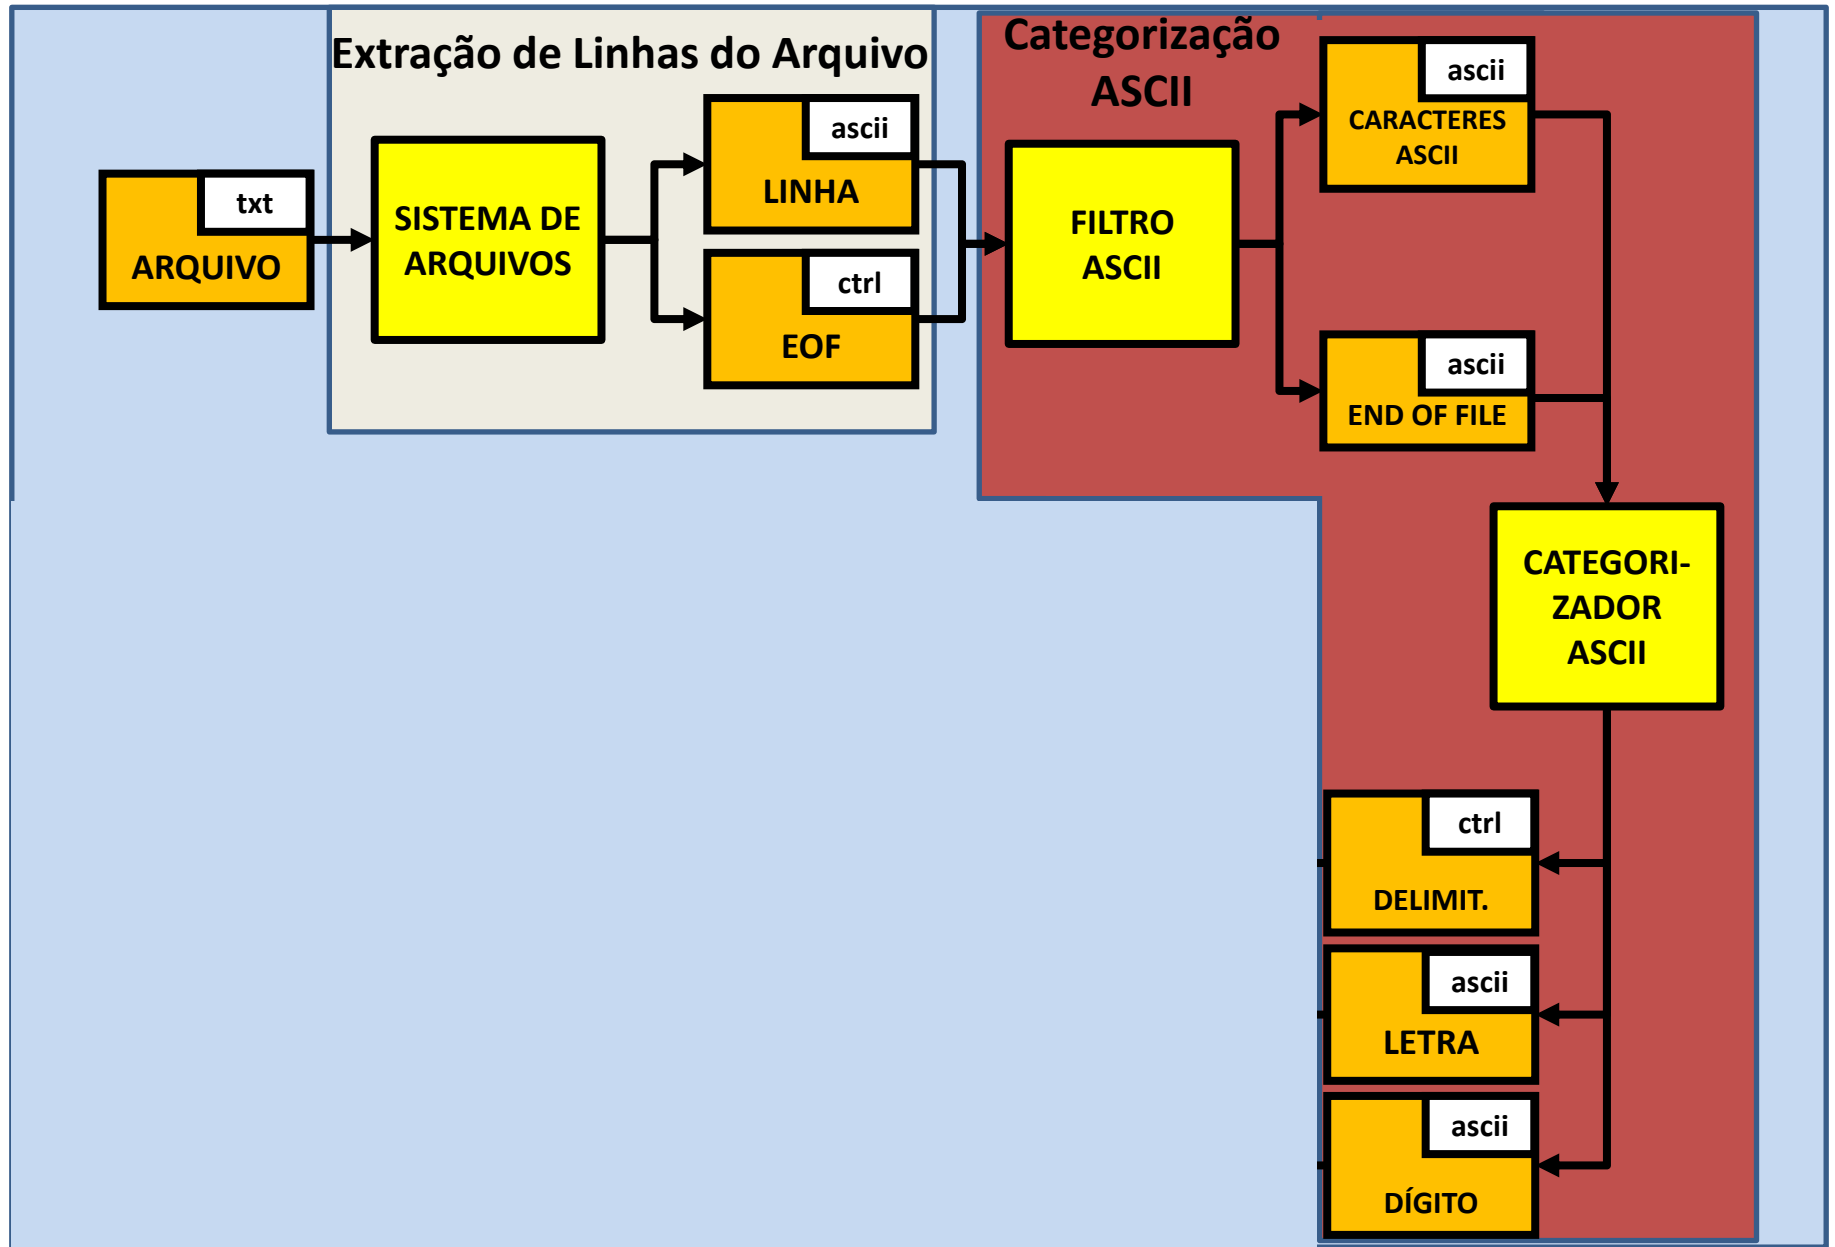 Extração de Linhas do Arquivo
Categorização
ASCII
txt
ARQUIVO
SISTEMA DE
ARQUIVOS
ascii
LINHA
ctrl
EOF
FILTRO
ASCII
ascii
CARACTERES
ASCII
ascii
END OF FILE
CATEGORI-
ZADOR
ASCII
ctrl
DELIMIT.
ascii
LETRA
ascii
DÍGITO